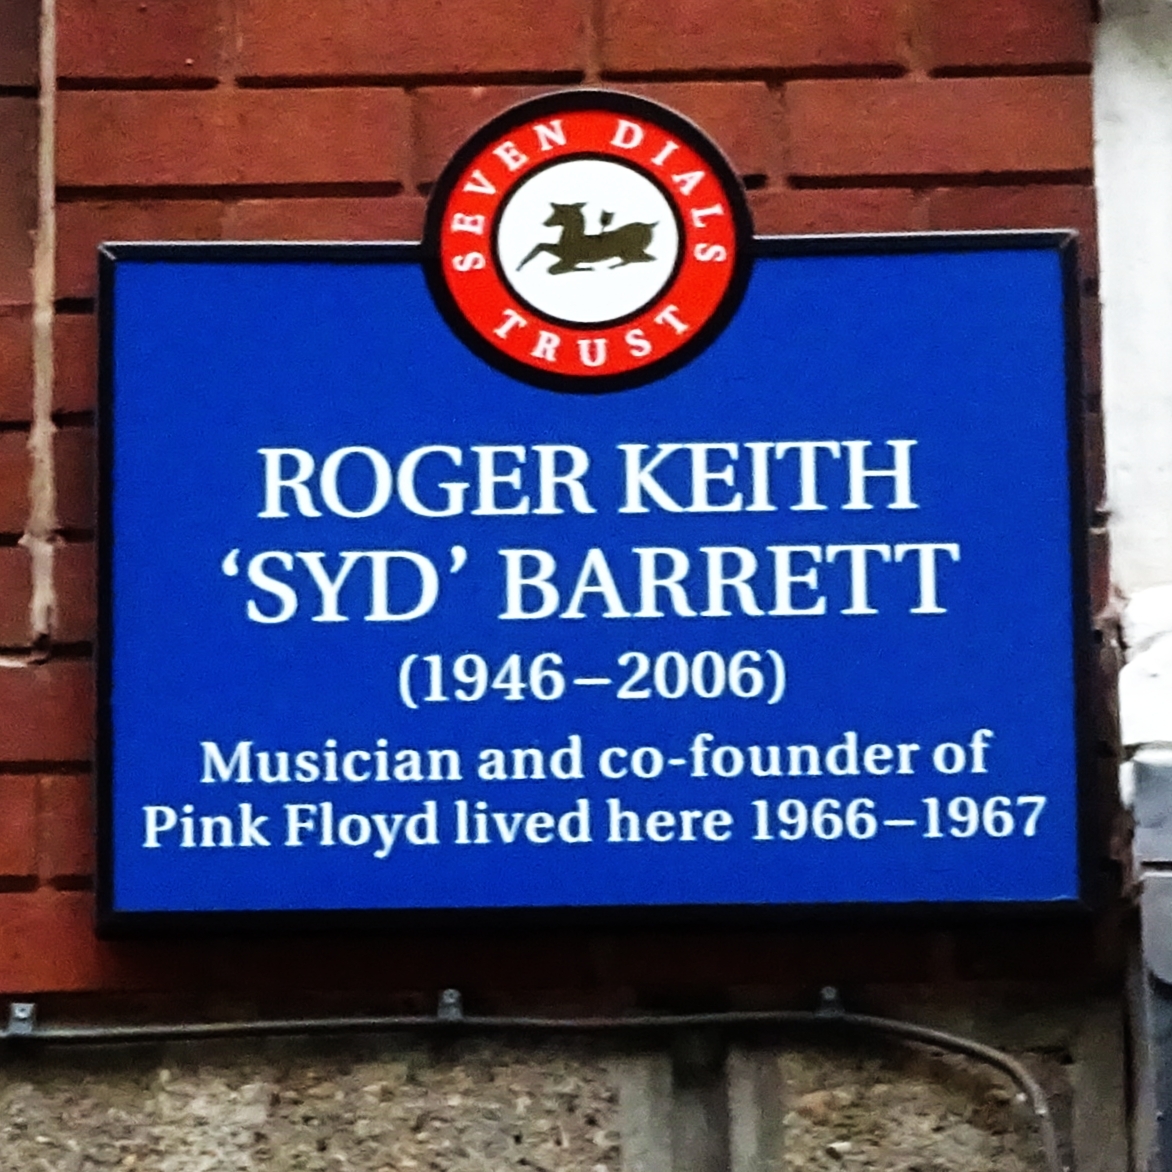 SEVEN DIALS
TRUST
ROGER KEITH
‘SYD’ BARRETT
(1946–2006)
Musician and co-founder of
Pink Floyd lived here 1966–1967